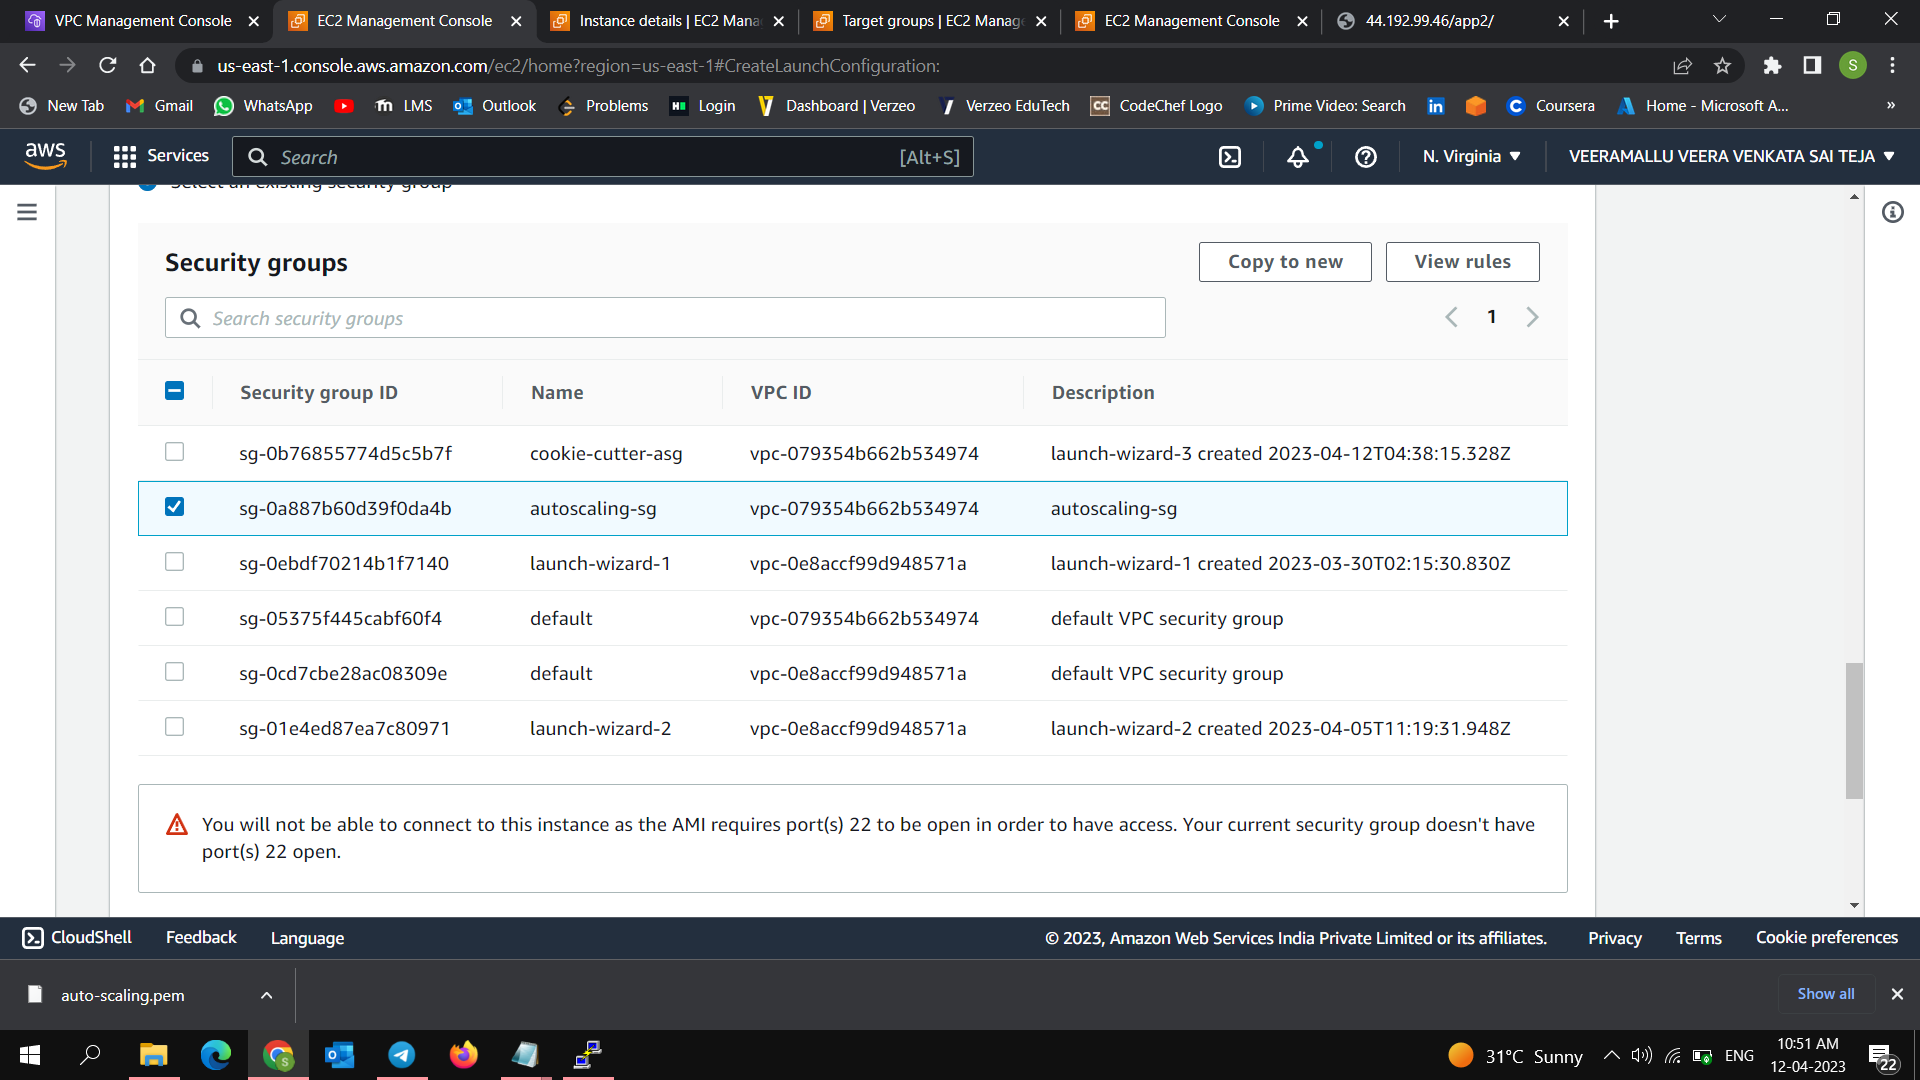 VPC Management Console
EC2 Management Console
Instance details | EC2 Mana
Target groups | EC2 Manage
EC2 Management Console
44.192.99.46/app2/
us-east-1.console.aws.amazon.com/ec2/home?region=us-east-1#CreateLaunchConfiguration:
S
New Tab
Gmail
WhatsApp
LMS
Outlook
Problems
Login
Dashboard | Verzeo
Verzeo EduTech
CodeChef Logo
Prime Video: Search
Coursera
Home - Microsoft A...
»
aws
Services
Search
[Alt+S]
N. Virginia
VEERAMALLU VEERA VENKATA SAI TEJA
Select an existing security group
Security groups
Copy to new
View rules
Search security groups
1
Security group ID Name VPC ID Description
sg-0b76855774d5c5b7f cookie-cutter-asg vpc-079354b662b534974 launch-wizard-3 created 2023-04-12T04:38:15.328Z
sg-0a887b60d39f0da4b autoscaling-sg vpc-079354b662b534974 autoscaling-sg
sg-0ebdf70214b1f7140 launch-wizard-1 vpc-0e8accf99d948571a launch-wizard-1 created 2023-03-30T02:15:30.830Z
sg-05375f445cabf60f4 default vpc-079354b662b534974 default VPC security group
sg-0cd7cbe28ac08309e default vpc-0e8accf99d948571a default VPC security group
sg-01e4ed87ea7c80971 launch-wizard-2 vpc-0e8accf99d948571a launch-wizard-2 created 2023-04-05T11:19:31.948Z
You will not be able to connect to this instance as the AMI requires port(s) 22 to be open in order to have access. Your current security group doesn't have
port(s) 22 open.
CloudShell
Feedback
Language
© 2023, Amazon Web Services India Private Limited or its affiliates.
Privacy
Terms
Cookie preferences
auto-scaling.pem
Show all
31°C Sunny
ENG
10:51 AM
12-04-2023
22